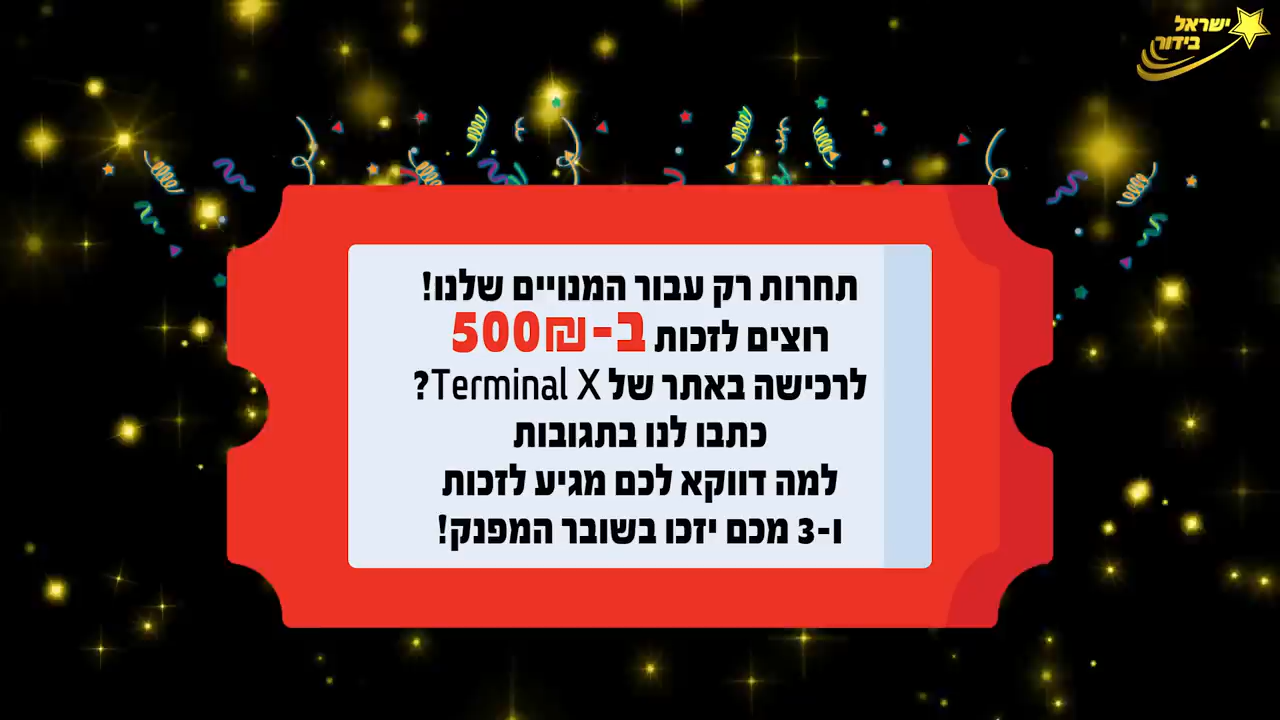 ישראל
בידור
תחרות רק עבור המנויים שלנו!
רוצים לזכות ב-500₪
לרכישה באתר של Terminal X?
כתבו לנו בתגובות
למה דווקא לכם מגיע לזכות
ו-3 מכם יזכו בשובר המפנק!